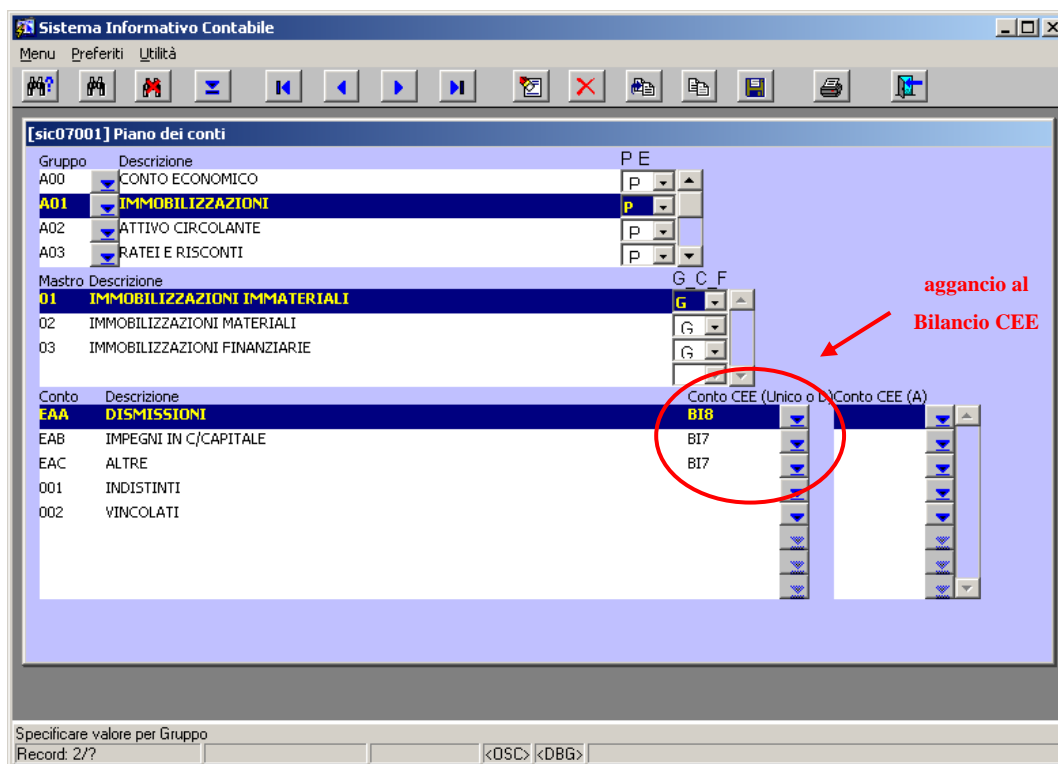 Sistema Informativo Contabile
Menu Preferiti Utilità
[sic07001] Piano dei conti
Gruppo Descrizione P E
A00 CONTO ECONOMICO P
A01 IMMOBILIZZAZIONI P
A02 ATTIVO CIRCOLANTE P
A03 RATEI E RISCONTI P
Mastro Descrizione G_C_F
01 IMMOBILIZZAZIONI IMMATERIALI G
02 IMMOBILIZZAZIONI MATERIALI G
03 IMMOBILIZZAZIONI FINANZIARIE G
aggancio al
Bilancio CEE
Conto Descrizione Conto CEE (Unico o D)Conto CEE (A)
EAA DISMISSIONI BI8
EAB IMPEGNI IN C/CAPITALE BI7
EAC ALTRE BI7
001 INDISTINTI
002 VINCOLATI
Specificare valore per Gruppo
Record: 2/? <OSC> <DBG>